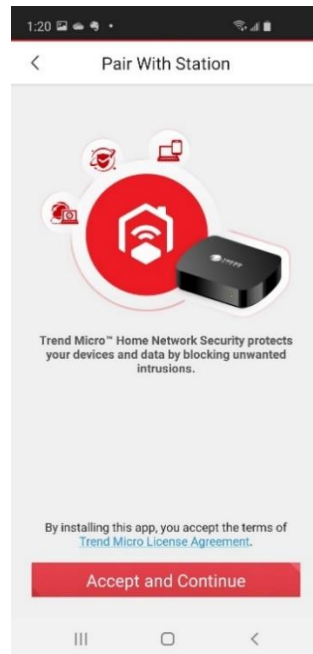 1:20
Pair With Station
Trend Micro™ Home Network Security protects
your devices and data by blocking unwanted
intrusions.
By installing this app, you accept the terms of
Trend Micro License Agreement.
Accept and Continue